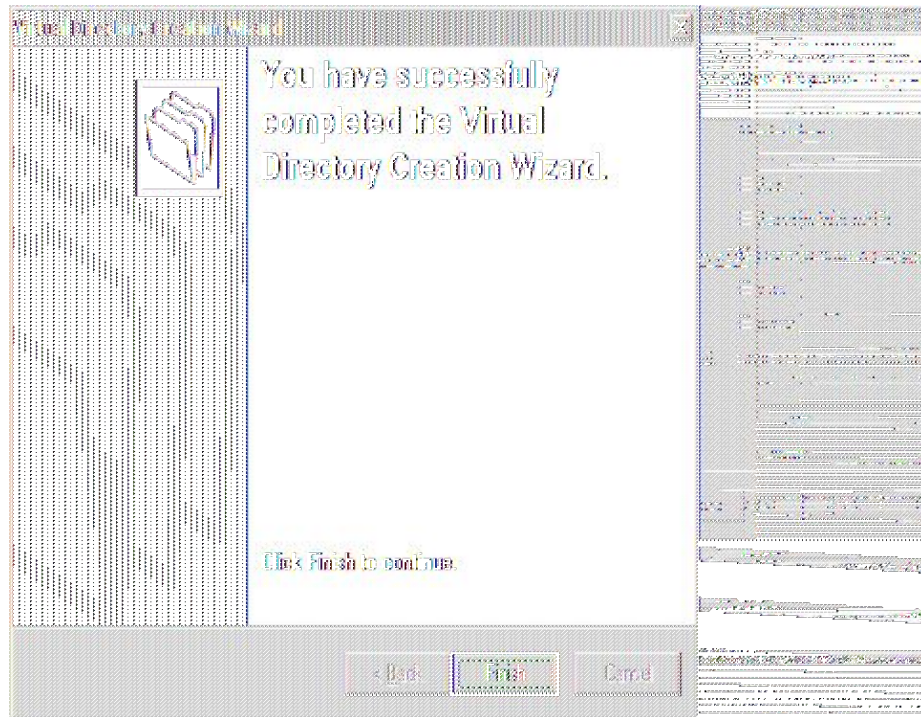 Virtual Directory Creation Wizard
You have successfully
completed the Virtual
Directory Creation Wizard.
Click Finish to continue.
< Back
Finish
Cancel